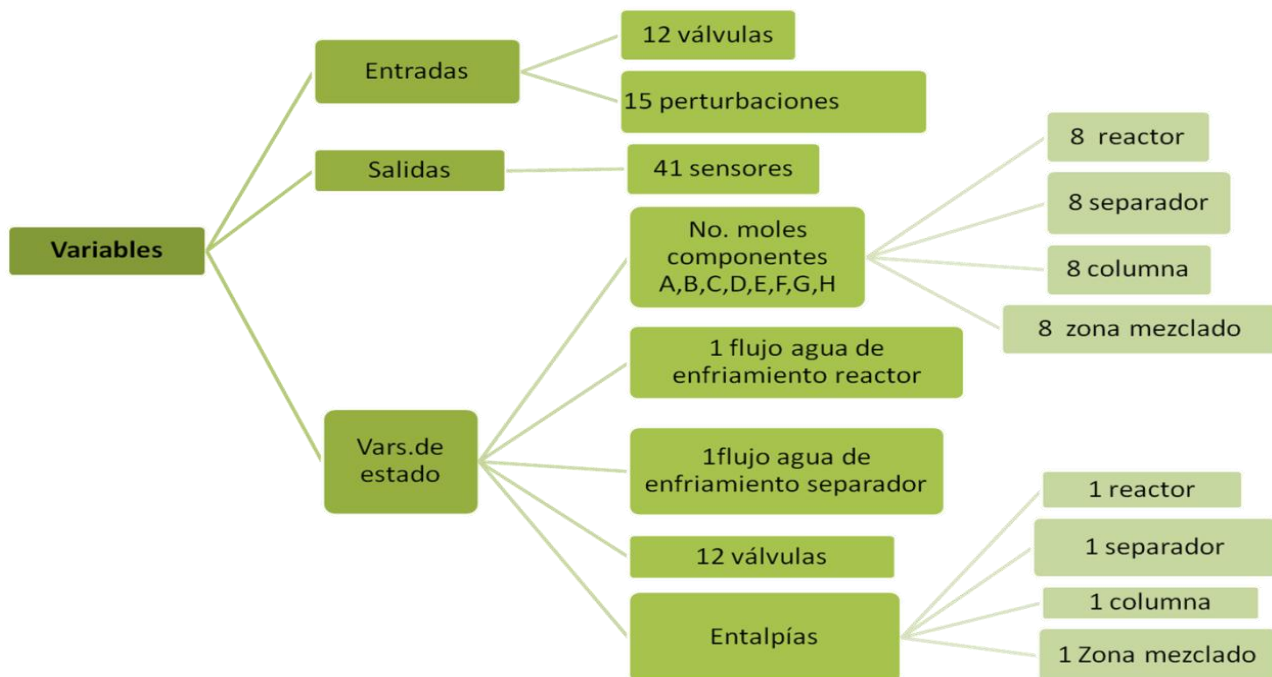 Variables
Entradas
12 válvulas
15 perturbaciones
Salidas
41 sensores
Vars.de
estado
No. moles
componentes
A,B,C,D,E,F,G,H
8 reactor
8 separador
8 columna
8 zona mezclado
1 flujo agua de
enfriamiento reactor
1flujo agua de
enfriamiento separador
12 válvulas
Entalpías
1 reactor
1 separador
1 columna
1 Zona mezclado